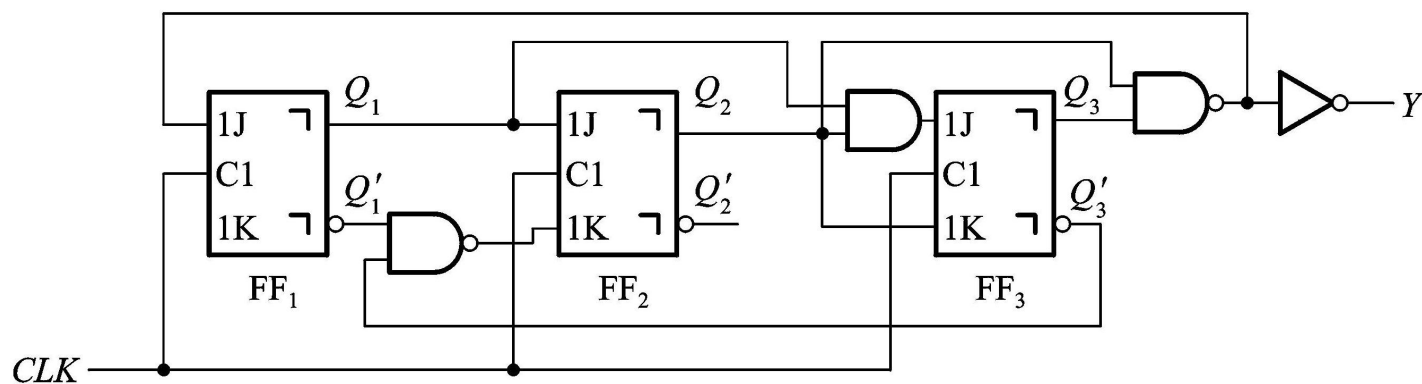 Q₁
Q₂
Q₃
1J
1J
1J
Y
C1
C1
C1
Q₁′
Q₂′
Q₃′
1K
1K
1K
FF₁
FF₂
FF₃
CLK